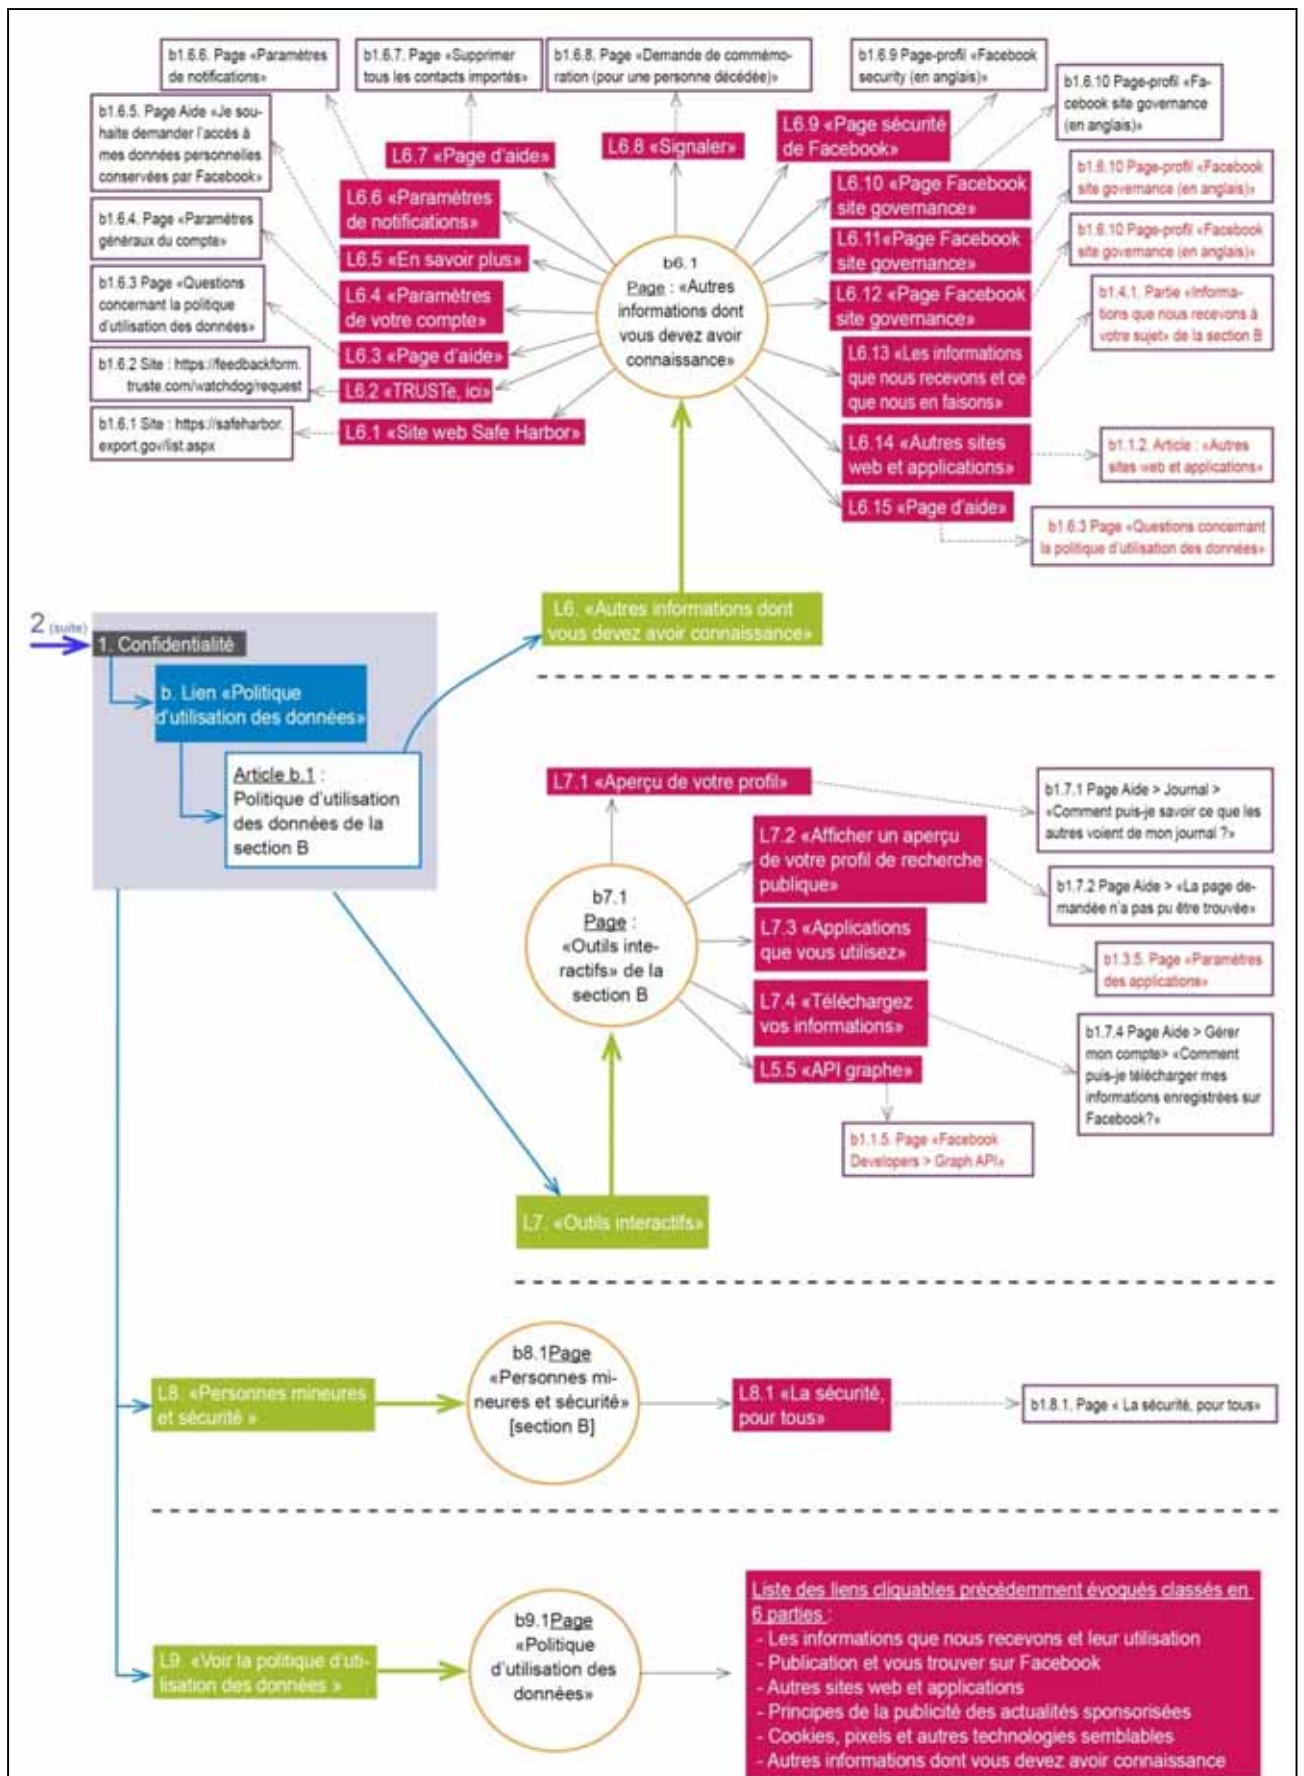 b1.6.6. Page «Paramètres
de notifications»
b1.6.7. Page «Supprimer
tous les contacts importés»
b1.6.8. Page «Demande de commémo-
ration (pour une personne décédée)»
b1.6.9 Page-profil «Facebook
security (en anglais)»
b1.6.10 Page-profil «Fa-
cebook site governance
(en anglais)»
b1.6.5. Page Aide «Je sou-
haite demander l'accès à
mes données personnelles
conservées par Facebook»
L6.7 «Page d'aide»
L6.8 «Signaler»
L6.9 «Page sécurité
de Facebook»
b1.6.10 Page-profil «Facebook
site governance (en anglais)»
L6.6 «Paramètres
de notifications»
L6.10 «Page Facebook
site governance»
b1.6.4. Page «Paramètres
généraux du compte»
L6.5 «En savoir plus»
L6.11«Page Facebook
site governance»
b1.6.10 Page-profil «Facebook
site governance (en anglais)»
b6.1
Page : «Autres
informations dont
vous devez avoir
connaissance»
b1.6.3 Page «Questions
concernant la politique
d'utilisation des données»
L6.4 «Paramètres
de votre compte»
L6.12 «Page Facebook
site governance»
b1.4.1. Partie «Informa-
tions que nous recevons à
votre sujet» de la section B
L6.3 «Page d'aide»
L6.13 «Les informations
que nous recevons et ce
que nous en faisons»
b1.6.2 Site : https://feedbackform.
truste.com/watchdog/request
L6.2 «TRUSTe, ici»
b1.6.1 Site : https://safeharbor.
export.gov/list.aspx
L6.1 «Site web Safe Harbor»
L6.14 «Autres sites
web et applications»
b1.1.2. Article : «Autres
sites web et applications»
L6.15 «Page d'aide»
b1.6.3 Page «Questions concernant
la politique d'utilisation des données»
L6. «Autres informations dont
vous devez avoir connaissance»
2 (suite)
1. Confidentialité
b. Lien «Politique
d'utilisation des données»
Article b.1 :
Politique d'utilisation
des données de la
section B
L7.1 «Aperçu de votre profil»
b1.7.1 Page Aide > Journal >
«Comment puis-je savoir ce que les
autres voient de mon journal ?»
L7.2 «Afficher un aperçu
de votre profil de recherche
publique»
b1.7.2 Page Aide > «La page de-
mandée n'a pas pu être trouvée»
b7.1
Page :
«Outils inte-
ractifs» de la
section B
L7.3 «Applications
que vous utilisez»
b1.3.5. Page «Paramètres
des applications»
L7.4 «Téléchargez
vos informations»
b1.7.4 Page Aide > Gérer
mon compte> «Comment
puis-je télécharger mes
informations enregistrées sur
Facebook?»
L5.5 «API graphe»
b1.1.5. Page «Facebook
Developers > Graph API»
L7. «Outils interactifs»
L8. «Personnes mineures
et sécurité »
b8.1Page
«Personnes mi-
neures et sécurité»
[section B]
L8.1 «La sécurité,
pour tous»
b1.8.1. Page « La sécurité, pour tous»
L9. «Voir la politique d'uti-
lisation des données »
b9.1Page
«Politique
d'utilisation des
données»
Liste des liens cliquables précédemment évoqués classés en
6 parties :
- Les informations que nous recevons et leur utilisation
- Publication et vous trouver sur Facebook
- Autres sites web et applications
- Principes de la publicité des actualités sponsorisées
- Cookies, pixels et autres technologies semblables
- Autres informations dont vous devez avoir connaissance